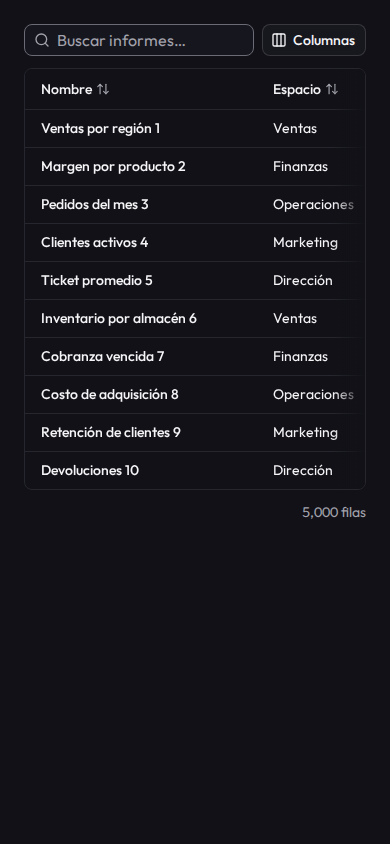 Buscar informes...
Columnas
Nombre Espacio
Ventas por región 1 Ventas
Margen por producto 2 Finanzas
Pedidos del mes 3 Operaciones
Clientes activos 4 Marketing
Ticket promedio 5 Dirección
Inventario por almacén 6 Ventas
Cobranza vencida 7 Finanzas
Costo de adquisición 8 Operaciones
Retención de clientes 9 Marketing
Devoluciones 10 Dirección
5,000 filas